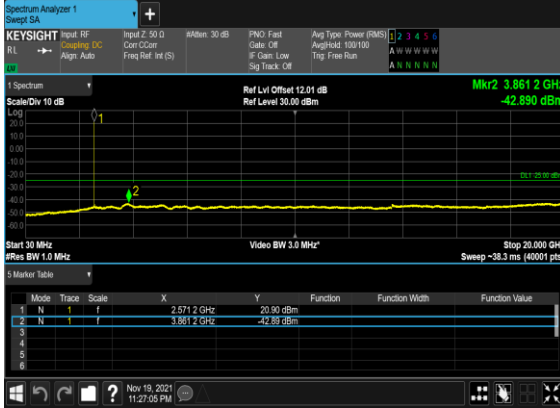 Spectrum Analyzer 1
Swept SA
+
KEYSIGHT Input: RF Input Z: 50 Ω #Atten: 30 dB PNO: Fast Avg Type: Power (RMS) 1 2 3 4 5 6
RL Coupling: DC Corr CCorr Gate: Off Avg|Hold: 100/100 A W W W W W
Align: Auto Freq Ref: Int (S) IF Gain: Low Trig: Free Run
Sig Track: Off A N N N N N
1 Spectrum Ref Lvl Offset 12.01 dB Mkr2 3.861 2 GHz
Scale/Div 10 dB Ref Level 30.00 dBm -42.890 dBm
Log
20.0
10.0
0.00
-10.0
-20.0
-30.0
-40.0
-50.0
-60.0
1
2
DL1 -25.00 dBm
Start 30 MHz Video BW 3.0 MHz* Stop 20.000 GH
#Res BW 1.0 MHz Sweep ~38.3 ms (40001 pts
5 Marker Table
Mode Trace Scale X Y Function Function Width Function Value
1 N 1 f 2.571 2 GHz 20.90 dBm
2 N 1 f 3.861 2 GHz -42.89 dBm
3
4
5
6
? Nov 19, 2021
11:27:05 PM